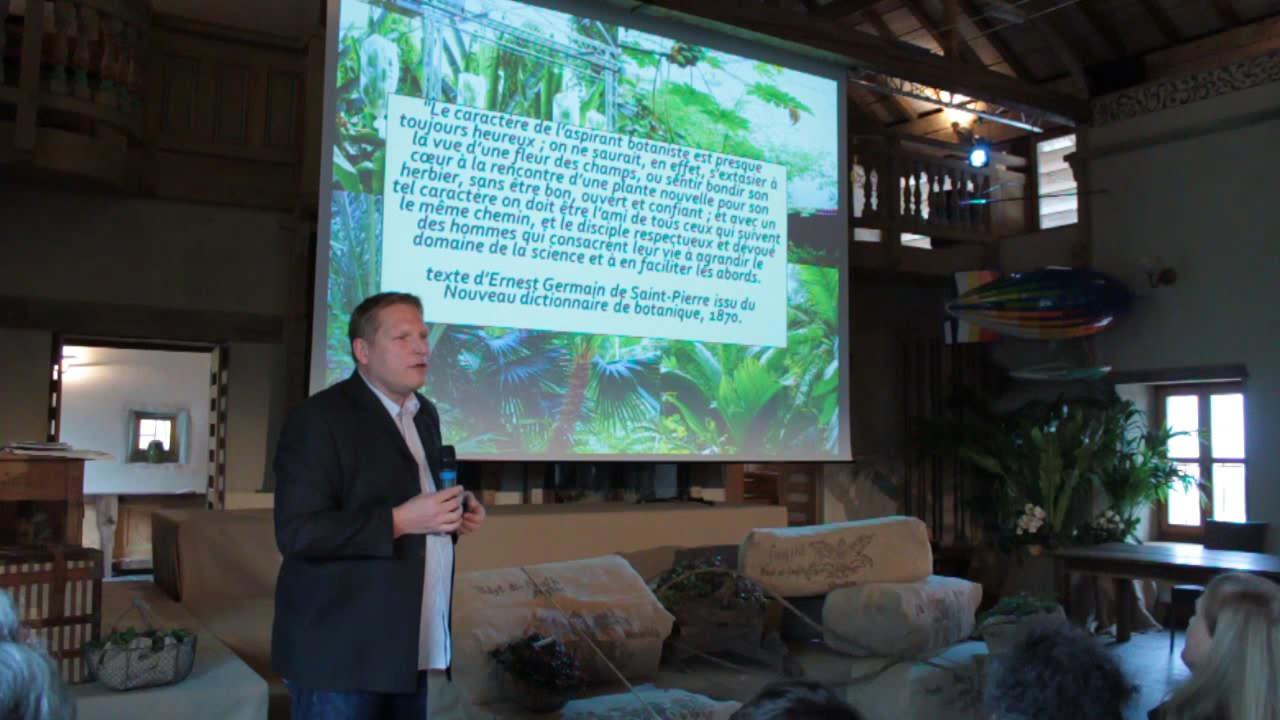 "Le caractère de l'aspirant botaniste est presque
toujours heureux ; on ne saurait, en effet, s'extasier à
la vue d'une fleur des champs, ou sentir bondir son
cœur à la rencontre d'une plante nouvelle pour son
herbier, sans être bon, ouvert et confiant ; et avec un
tel caractère on doit être l'ami de tous ceux qui suivent
le même chemin, et le disciple respectueux et dévoué
des hommes qui consacrent leur vie à agrandir le
domaine de la science et à en faciliter les abords.
texte d'Ernest Germain de Saint-Pierre issu du
Nouveau dictionnaire de botanique, 1870.